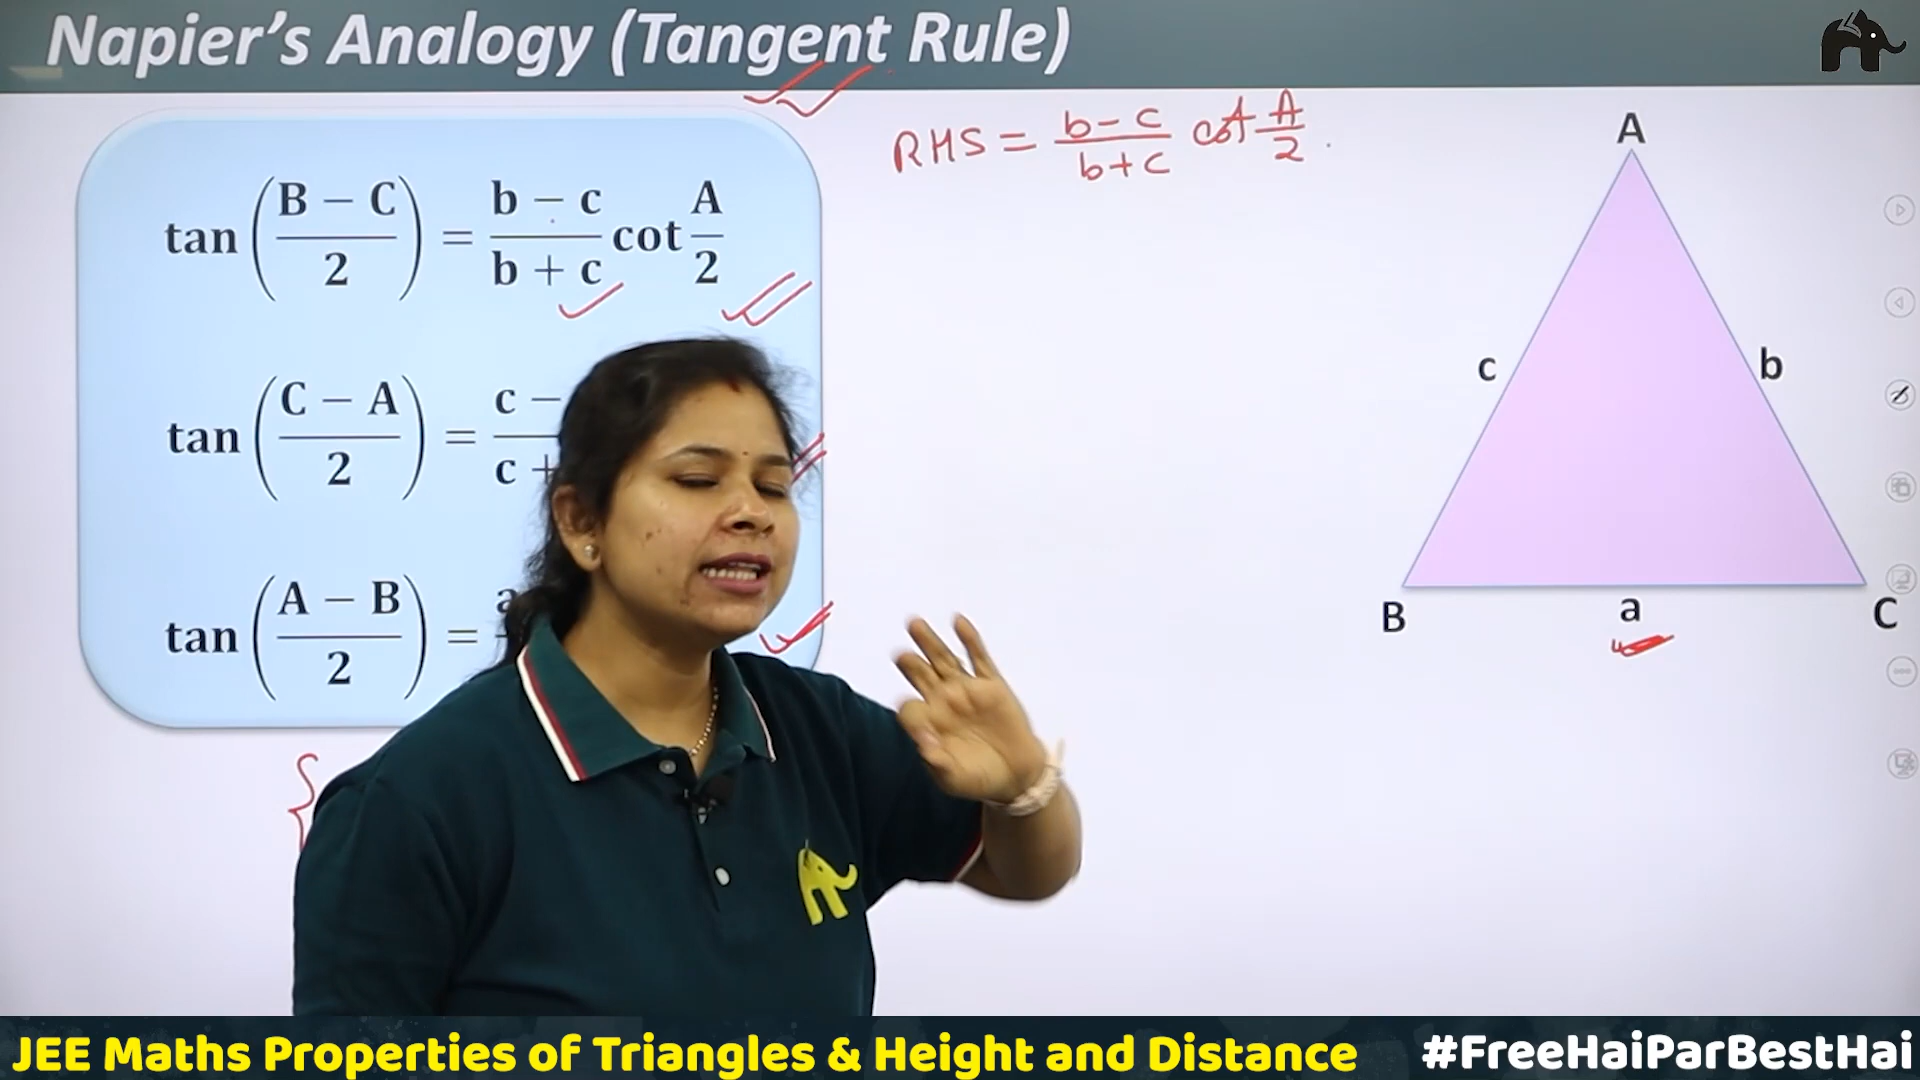 Napier's Analogy (Tangent Rule)
tan ( B − C / 2 ) = b − c / b + c cot A / 2
tan ( C − A / 2 ) = c − / c +
tan ( A − B / 2 ) = a
RHS = b − c / b + c cot A / 2 .
A
c
b
B
a
C
JEE Maths Properties of Triangles & Height and Distance
#FreeHaiParBestHai